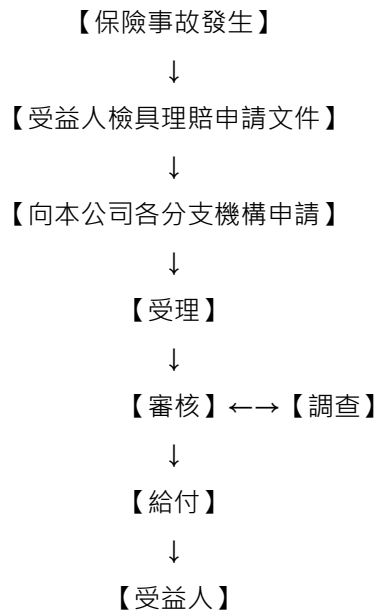 【保險事故發生】
↓
【受益人檢具理賠申請文件】
↓
【向本公司各分支機構申請】
↓
【受理】
↓
【審核】←→【調查】
↓
【給付】
↓
【受益人】